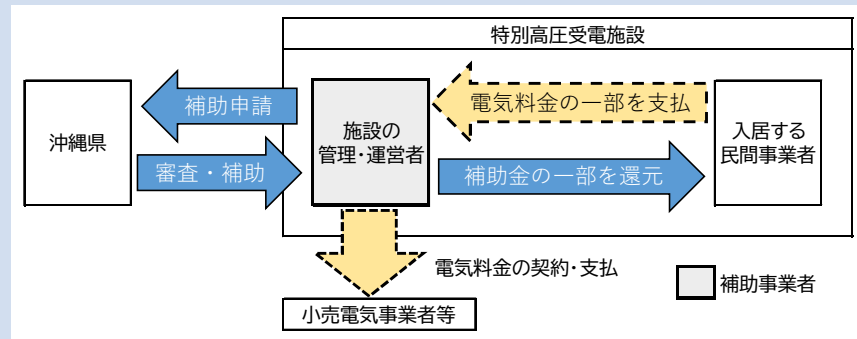 特別高圧受電施設
補助申請
電気料金の一部を支払
沖縄県
施設の
管理・運営者
入居する
民間事業者
審査・補助
補助金の一部を還元
電気料金の契約・支払
補助事業者
小売電気事業者等